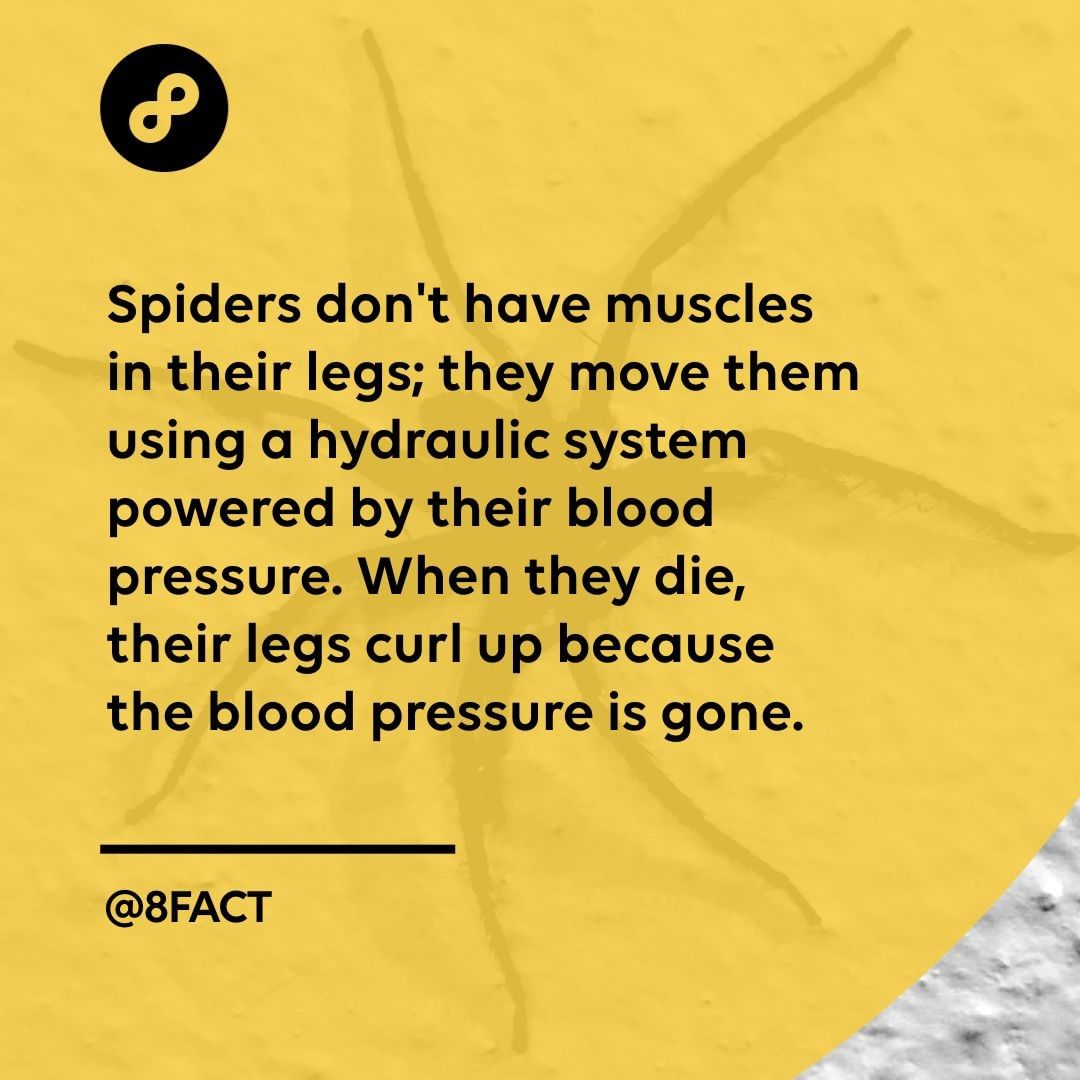 Spiders don't have muscles
in their legs; they move them
using a hydraulic system
powered by their blood
pressure. When they die,
their legs curl up because
the blood pressure is gone.
@8FACT